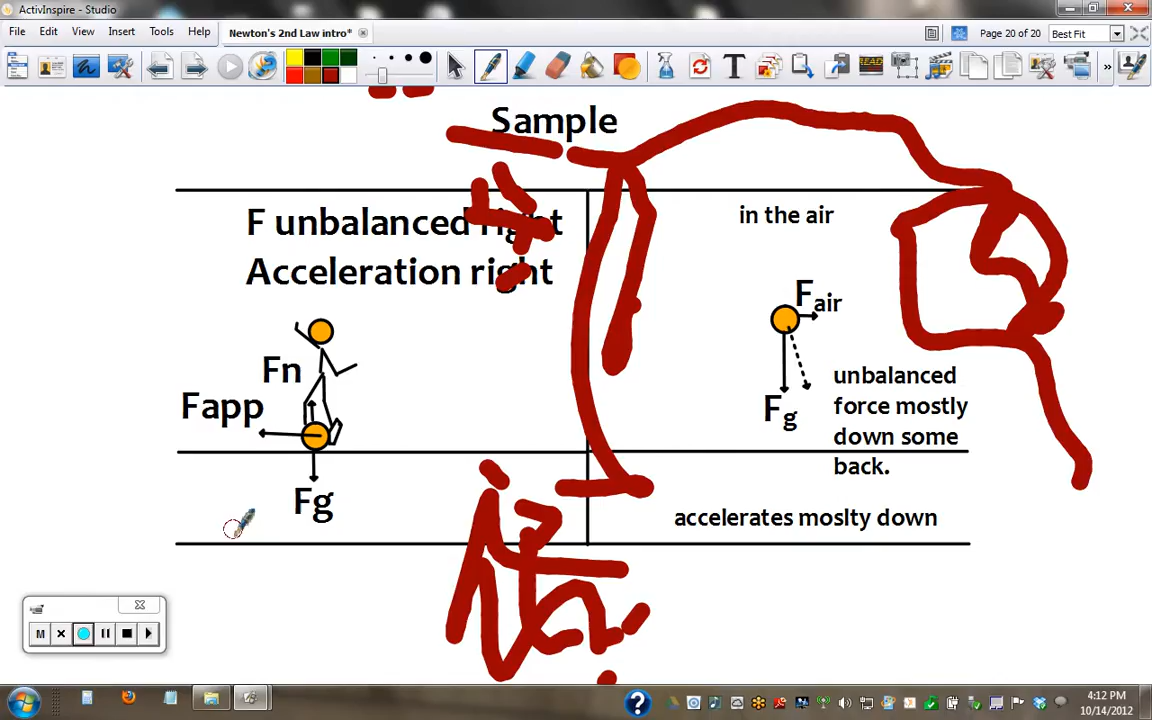 ActivInspire - Studio
File Edit View Insert Tools Help Newton's 2nd Law intro* Page 20 of 20 Best Fit
READ
T
»
Sample
F unbalanced right
Acceleration right
Fn
Fapp
Fg
in the air
Fair
Fg
unbalanced
force mostly
down some
back.
accelerates moslty down
M
?
4:12 PM
10/14/2012